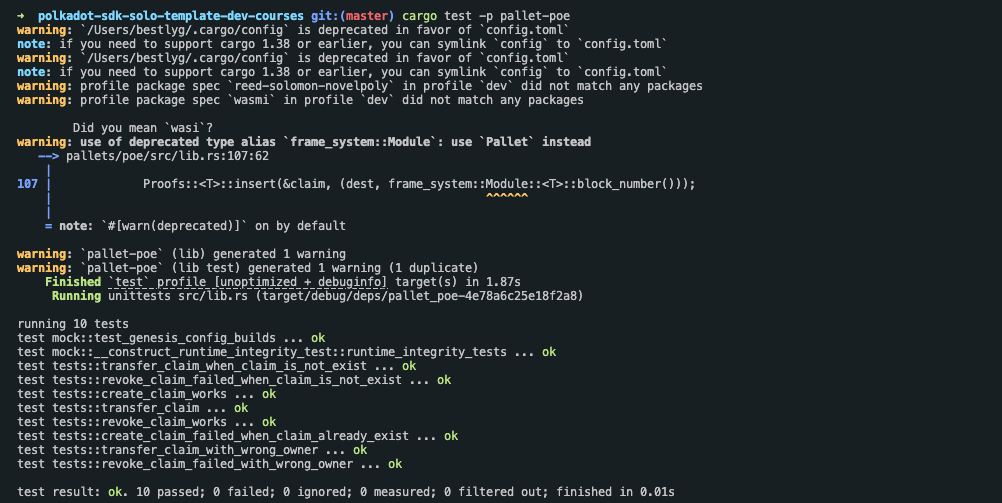 → polkadot-sdk-solo-template-dev-courses git:(master) cargo test -p pallet-poe
warning: `/Users/bestlyg/.cargo/config` is deprecated in favor of `config.toml`
note: if you need to support cargo 1.38 or earlier, you can symlink `config` to `config.toml`
warning: `/Users/bestlyg/.cargo/config` is deprecated in favor of `config.toml`
note: if you need to support cargo 1.38 or earlier, you can symlink `config` to `config.toml`
warning: profile package spec `reed-solomon-novelpoly` in profile `dev` did not match any packages
warning: profile package spec `wasmi` in profile `dev` did not match any packages

        Did you mean `wasi`?
warning: use of deprecated type alias `frame_system::Module`: use `Pallet` instead
   --> pallets/poe/src/lib.rs:107:62
    |
107 |             Proofs::<T>::insert(&claim, (dest, frame_system::Module::<T>::block_number()));
    |                                                              ^^^^^^
    |
    = note: `#[warn(deprecated)]` on by default

warning: `pallet-poe` (lib) generated 1 warning
warning: `pallet-poe` (lib test) generated 1 warning (1 duplicate)
    Finished `test` profile [unoptimized + debuginfo] target(s) in 1.87s
     Running unittests src/lib.rs (target/debug/deps/pallet_poe-4e78a6c25e18f2a8)

running 10 tests
test mock::test_genesis_config_builds ... ok
test mock::__construct_runtime_integrity_test::runtime_integrity_tests ... ok
test tests::transfer_claim_when_claim_is_not_exist ... ok
test tests::revoke_claim_failed_when_claim_is_not_exist ... ok
test tests::create_claim_works ... ok
test tests::transfer_claim ... ok
test tests::revoke_claim_works ... ok
test tests::create_claim_failed_when_claim_already_exist ... ok
test tests::transfer_claim_with_wrong_owner ... ok
test tests::revoke_claim_failed_with_wrong_owner ... ok

test result: ok. 10 passed; 0 failed; 0 ignored; 0 measured; 0 filtered out; finished in 0.01s